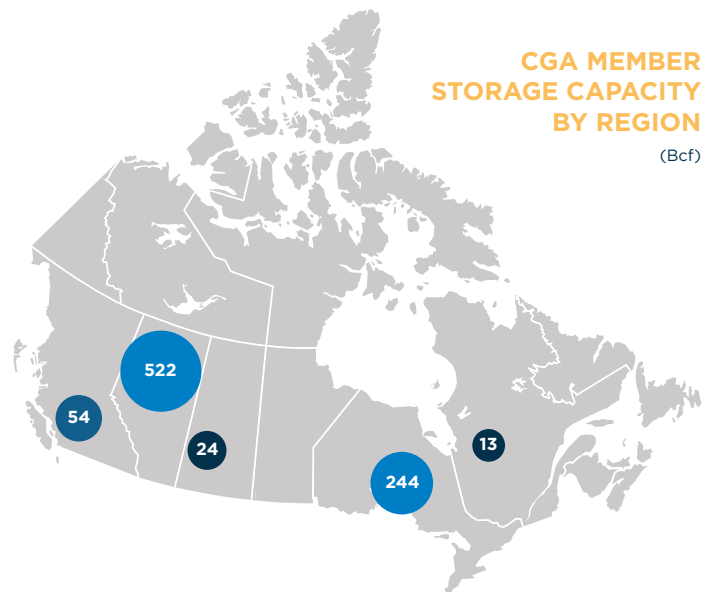 CGA MEMBER
STORAGE CAPACITY
BY REGION
(Bcf)
522
54
24
13
244